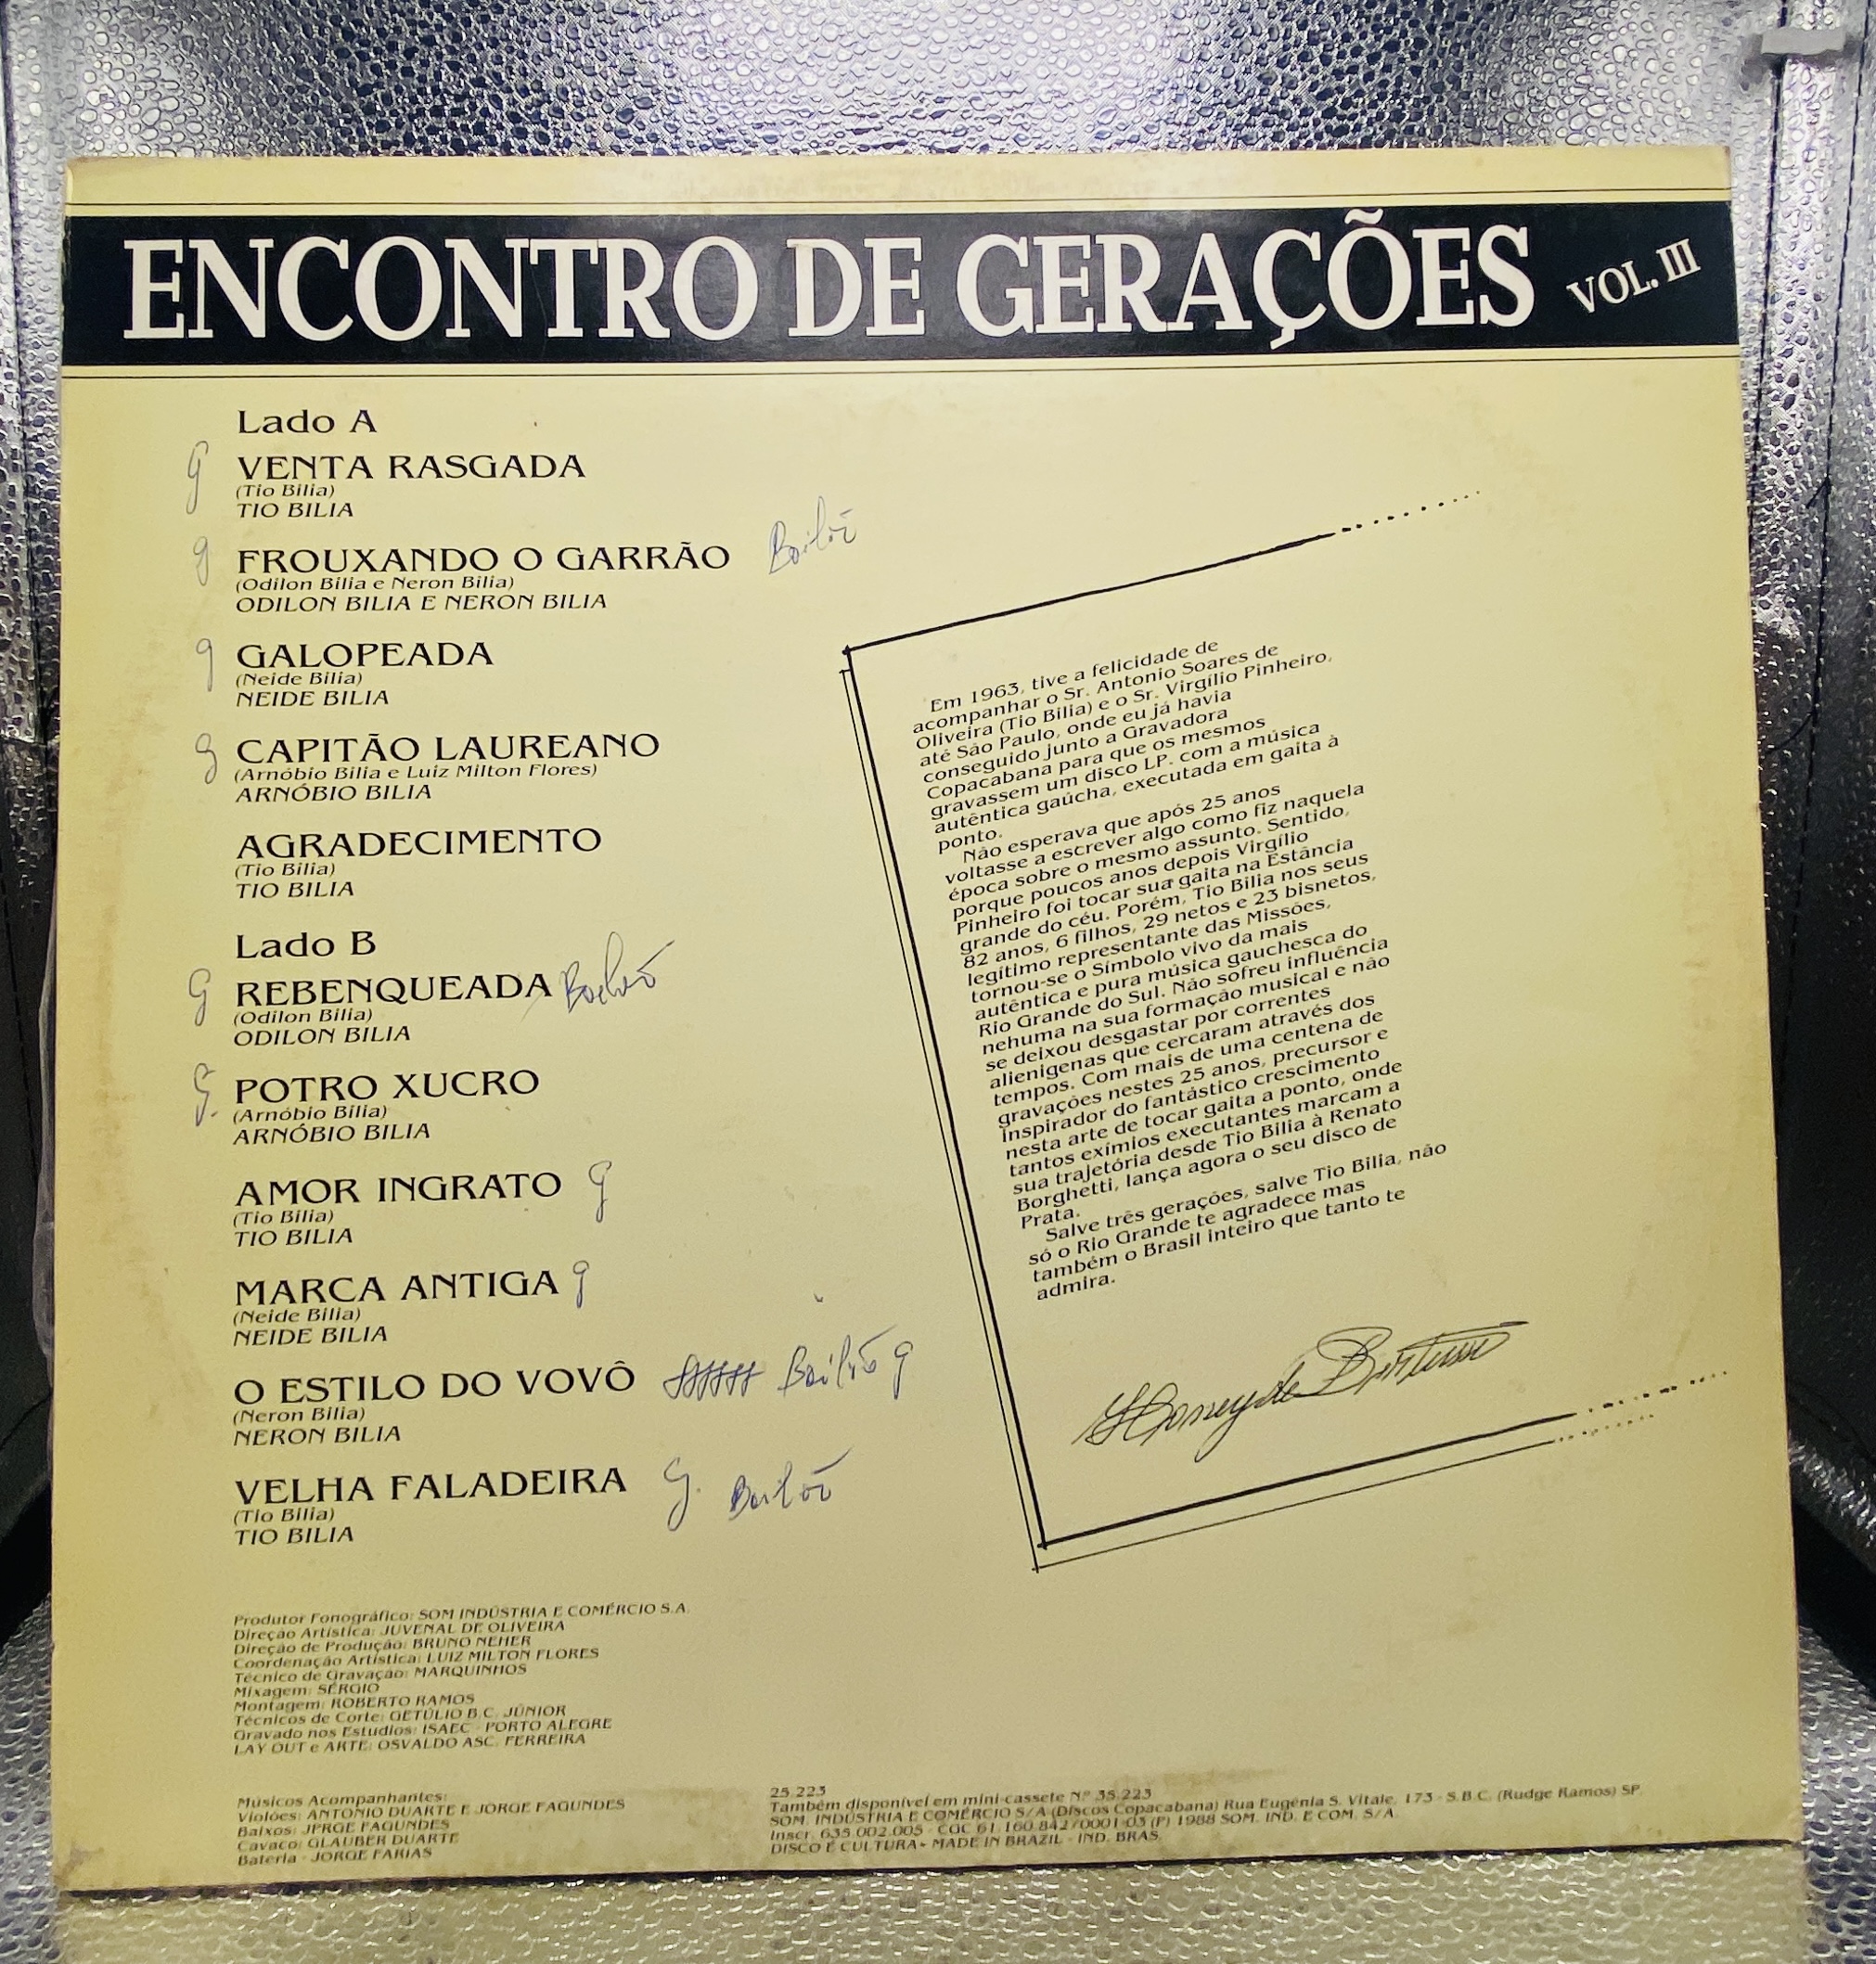 ENCONTRO DE GERAÇÕES VOL. III
Lado A
g VENTA RASGADA
(Tio Bilia)
TIO BILIA
g FROUXANDO O GARRÃO
(Odilon Bilia e Neron Bilia)
ODILON BILIA E NERON BILIA
g GALOPEADA
(Neide Bilia)
NEIDE BILIA
g CAPITÃO LAUREANO
(Arnóbio Bilia e Luiz Milton Flores)
ARNÓBIO BILIA
AGRADECIMENTO
(Tio Bilia)
TIO BILIA
Lado B
g REBENQUEADA
(Odilon Bilia)
ODILON BILIA
g. POTRO XUCRO
(Arnóbio Bilia)
ARNÓBIO BILIA
AMOR INGRATO g
(Tio Bilia)
TIO BILIA
MARCA ANTIGA g
(Neide Bilia)
NEIDE BILIA
O ESTILO DO VOVÔ g
(Neron Bilia)
NERON BILIA
VELHA FALADEIRA g.
(Tio Bilia)
TIO BILIA
Em 1963, tive a felicidade de
acompanhar o Sr. Antonio Soares de
Oliveira (Tio Bilia) e o Sr. Virgílio Pinheiro,
até São Paulo, onde eu já havia
conseguido junto a Gravadora
Copacabana para que os mesmos
gravassem um disco LP. com a música
autêntica gaúcha, executada em gaita à
ponto.
Não esperava que após 25 anos
voltasse a escrever algo como fiz naquela
época sobre o mesmo assunto. Sentido,
porque poucos anos depois Virgílio
Pinheiro foi tocar sua gaita na Estância
grande do céu. Porém, Tio Bilia nos seus
82 anos, 6 filhos, 29 netos e 23 bisnetos,
legítimo representante das Missões,
tornou-se o Símbolo vivo da mais
autêntica e pura música gauchesca do
Rio Grande do Sul. Não sofreu influência
nehuma na sua formação musical e não
se deixou desgastar por correntes
alienigenas que cercaram através dos
tempos. Com mais de uma centena de
gravações nestes 25 anos, precursor e
inspirador do fantástico crescimento
nesta arte de tocar gaita a ponto, onde
tantos exímios executantes marcam a
sua trajetória desde Tio Bilia à Renato
Borghetti, lança agora o seu disco de
Prata.
Salve três gerações, salve Tio Bilia, não
só o Rio Grande te agradece mas
também o Brasil inteiro que tanto te
admira.
Produtor Fonográfico: SOM INDÚSTRIA E COMÉRCIO S.A.
Direção Artística: JUVENAL DE OLIVEIRA
Direção de Produção: BRUNO NEHER
Coordenação Artística: LUIZ MILTON FLORES
Técnico de Gravação: MARQUINHOS
Mixagem: SÉRGIO
Montagem: ROBERTO RAMOS
Técnicos de Corte: GETÚLIO B.C. JÚNIOR
Gravado nos Estudios: ISAEC - PORTO ALEGRE
LAY OUT e ARTE: OSVALDO ASC. FERREIRA
Músicos Acompanhantes:
Violões: ANTONIO DUARTE E JORGE FAGUNDES
Baixos: JPRGE FAGUNDES
Cavaco: GLAUBER DUARTE
Bateria - JORGE FARIAS
25.223
Também disponível em mini-cassete N.º 35.223
SOM. INDÚSTRIA E COMÉRCIO S/A (Discos Copacabana) Rua Eugênia S. Vitale, 173 - S.B.C. (Rudge Ramos) SP.
Inscr. 635.002.005 - CGC 61.160.842/0001-03 (P) 1988 SOM. IND. E COM. S/A.
DISCO É CULTURA - MADE IN BRAZIL - IND. BRAS.